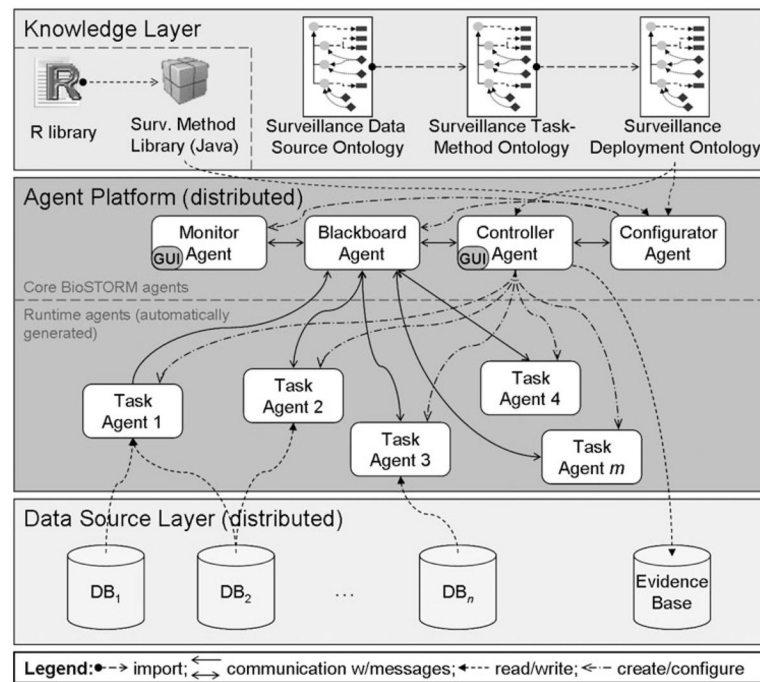 Knowledge Layer
R
R library
Surv. Method
Library (Java)
Surveillance Data
Source Ontology
Surveillance Task-
Method Ontology
Surveillance
Deployment Ontology
Agent Platform (distributed)
Monitor
Agent
GUI
Blackboard
Agent
Controller
Agent
GUI
Configurator
Agent
Core BioSTORM agents
Runtime agents (automatically
generated)
Task
Agent 1
Task
Agent 2
Task
Agent 3
Task
Agent 4
Task
Agent m
Data Source Layer (distributed)
DB1
DB2
...
DBn
Evidence
Base
Legend: import; communication w/messages; read/write; create/configure